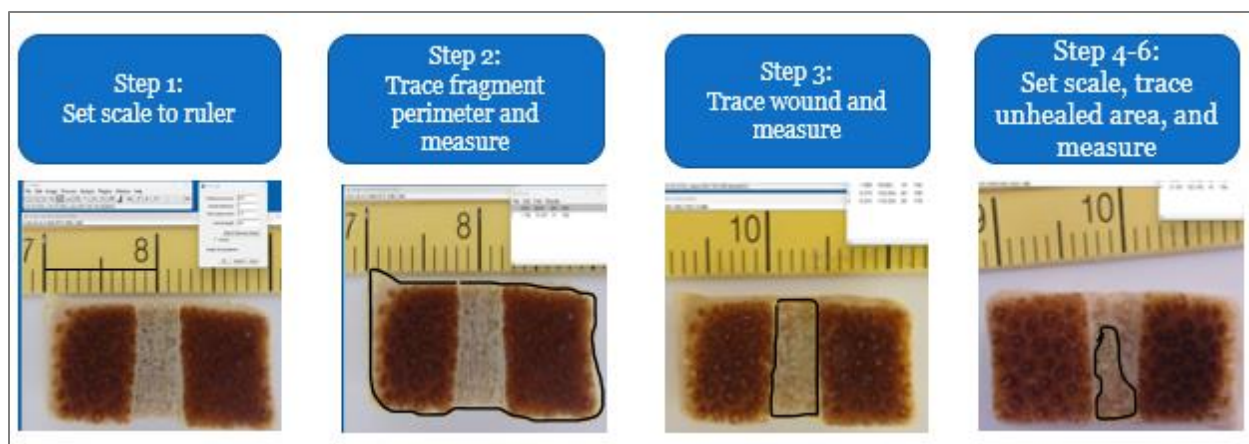 Step 1:
Set scale to ruler
Step 2:
Trace fragment
perimeter and
measure
Step 3:
Trace wound and
measure
Step 4-6:
Set scale, trace
unhealed area, and
measure
7
8
7
8
10
9
10